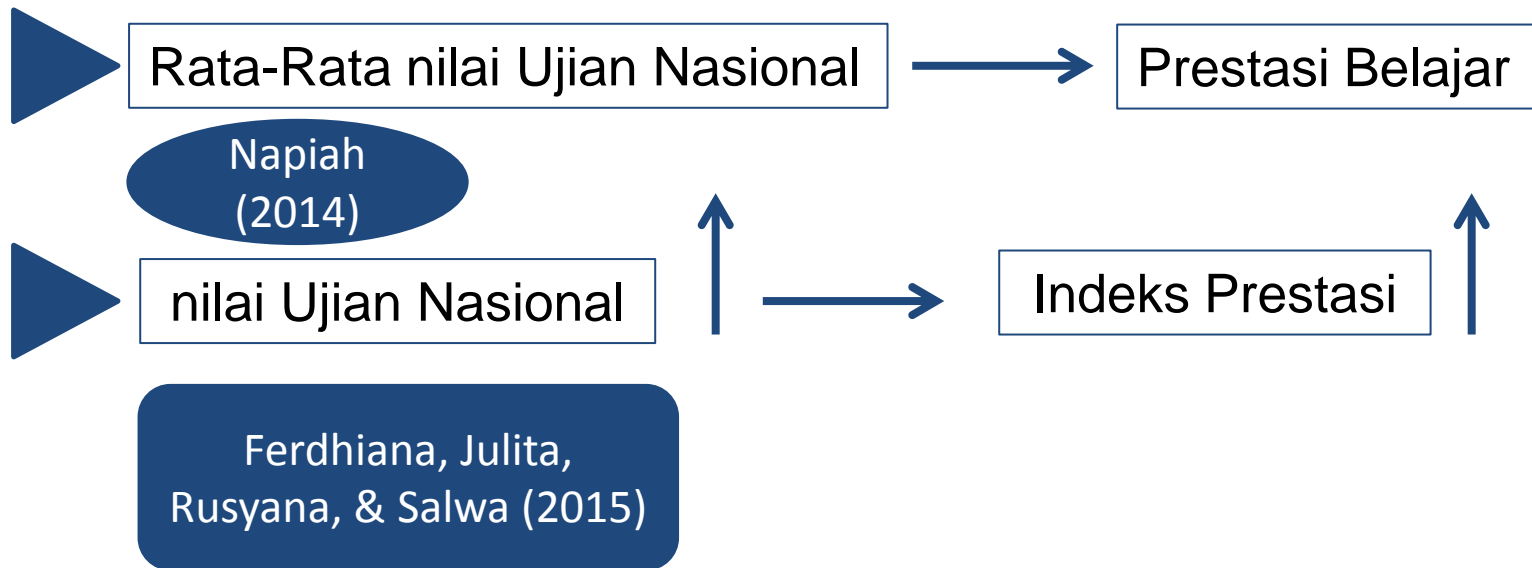 Rata-Rata nilai Ujian Nasional
Prestasi Belajar
Napiah
(2014)
nilai Ujian Nasional
Indeks Prestasi
Ferdhiana, Julita,
Rusyana, & Salwa (2015)